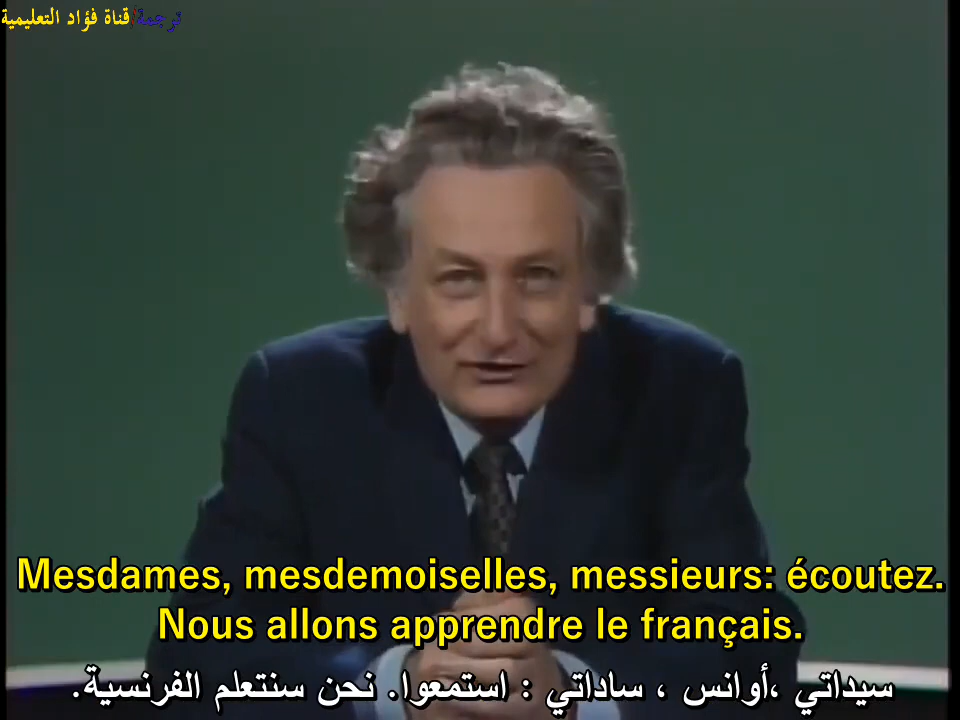 ترجمة/قناة فؤاد التعليمية
Mesdames, mesdemoiselles, messieurs: écoutez.
Nous allons apprendre le français.
سيداتي ،أوانس ، ساداتي : استمعوا. نحن سنتعلم الفرنسية.